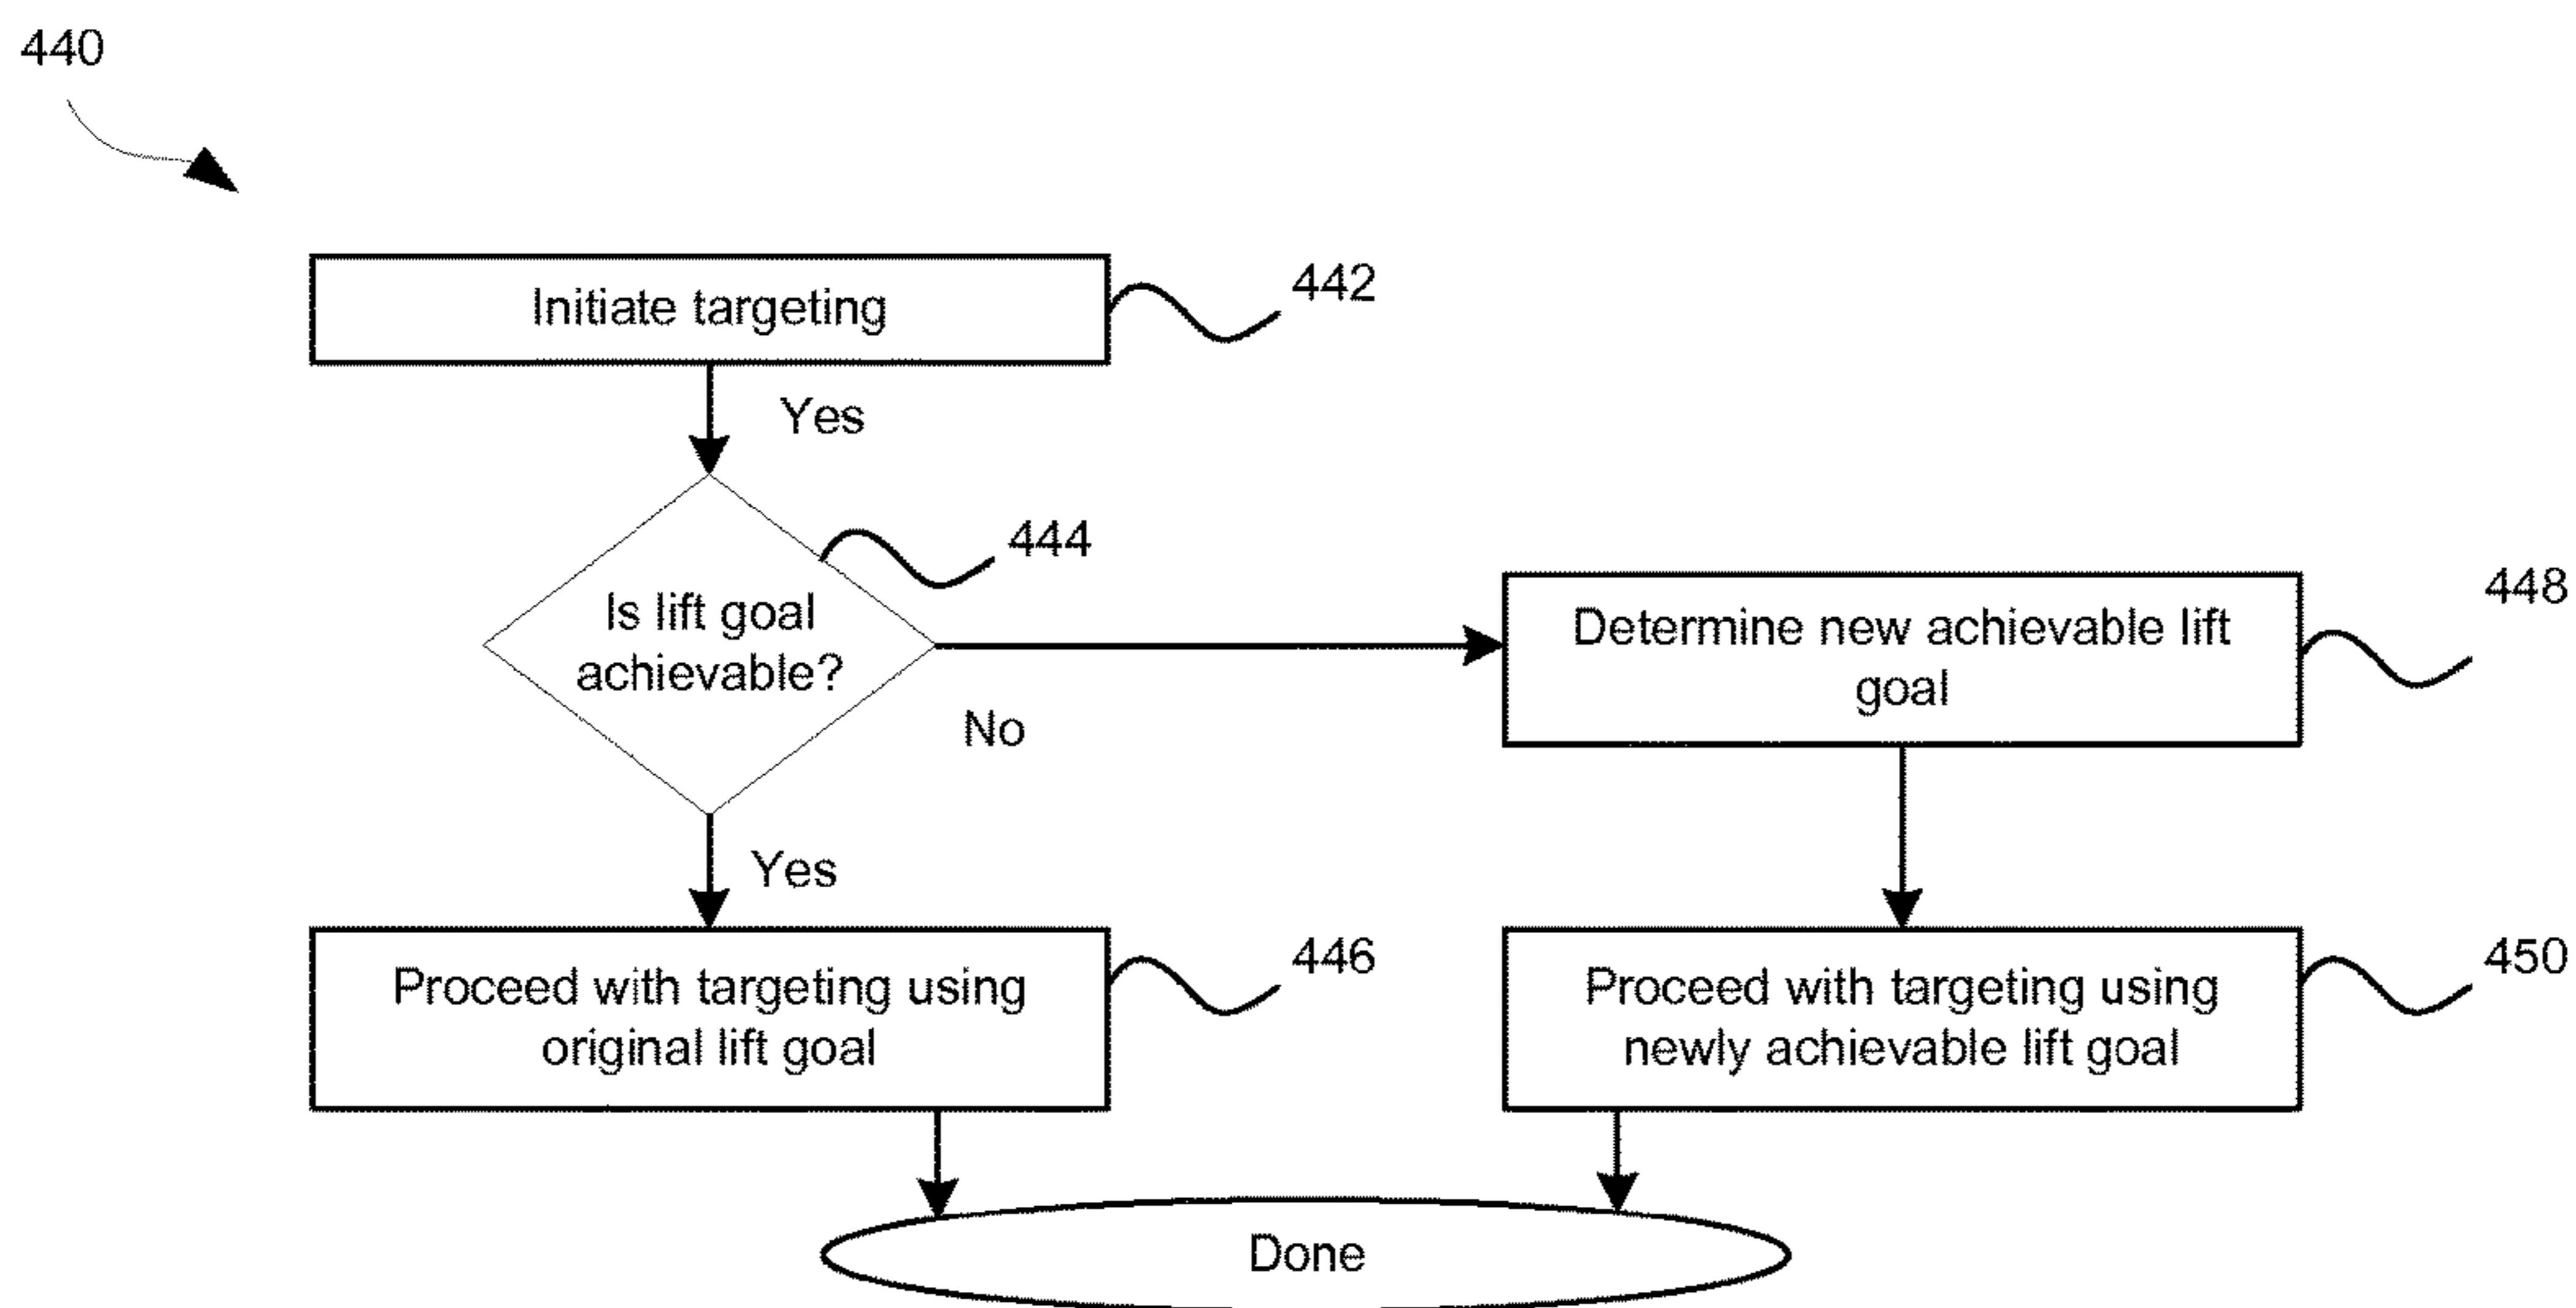 440
Initiate targeting
442
Yes
444
Is lift goal
achievable?
No
Determine new achievable lift
goal
448
Yes
Proceed with targeting using
original lift goal
446
Proceed with targeting using
newly achievable lift goal
450
Done